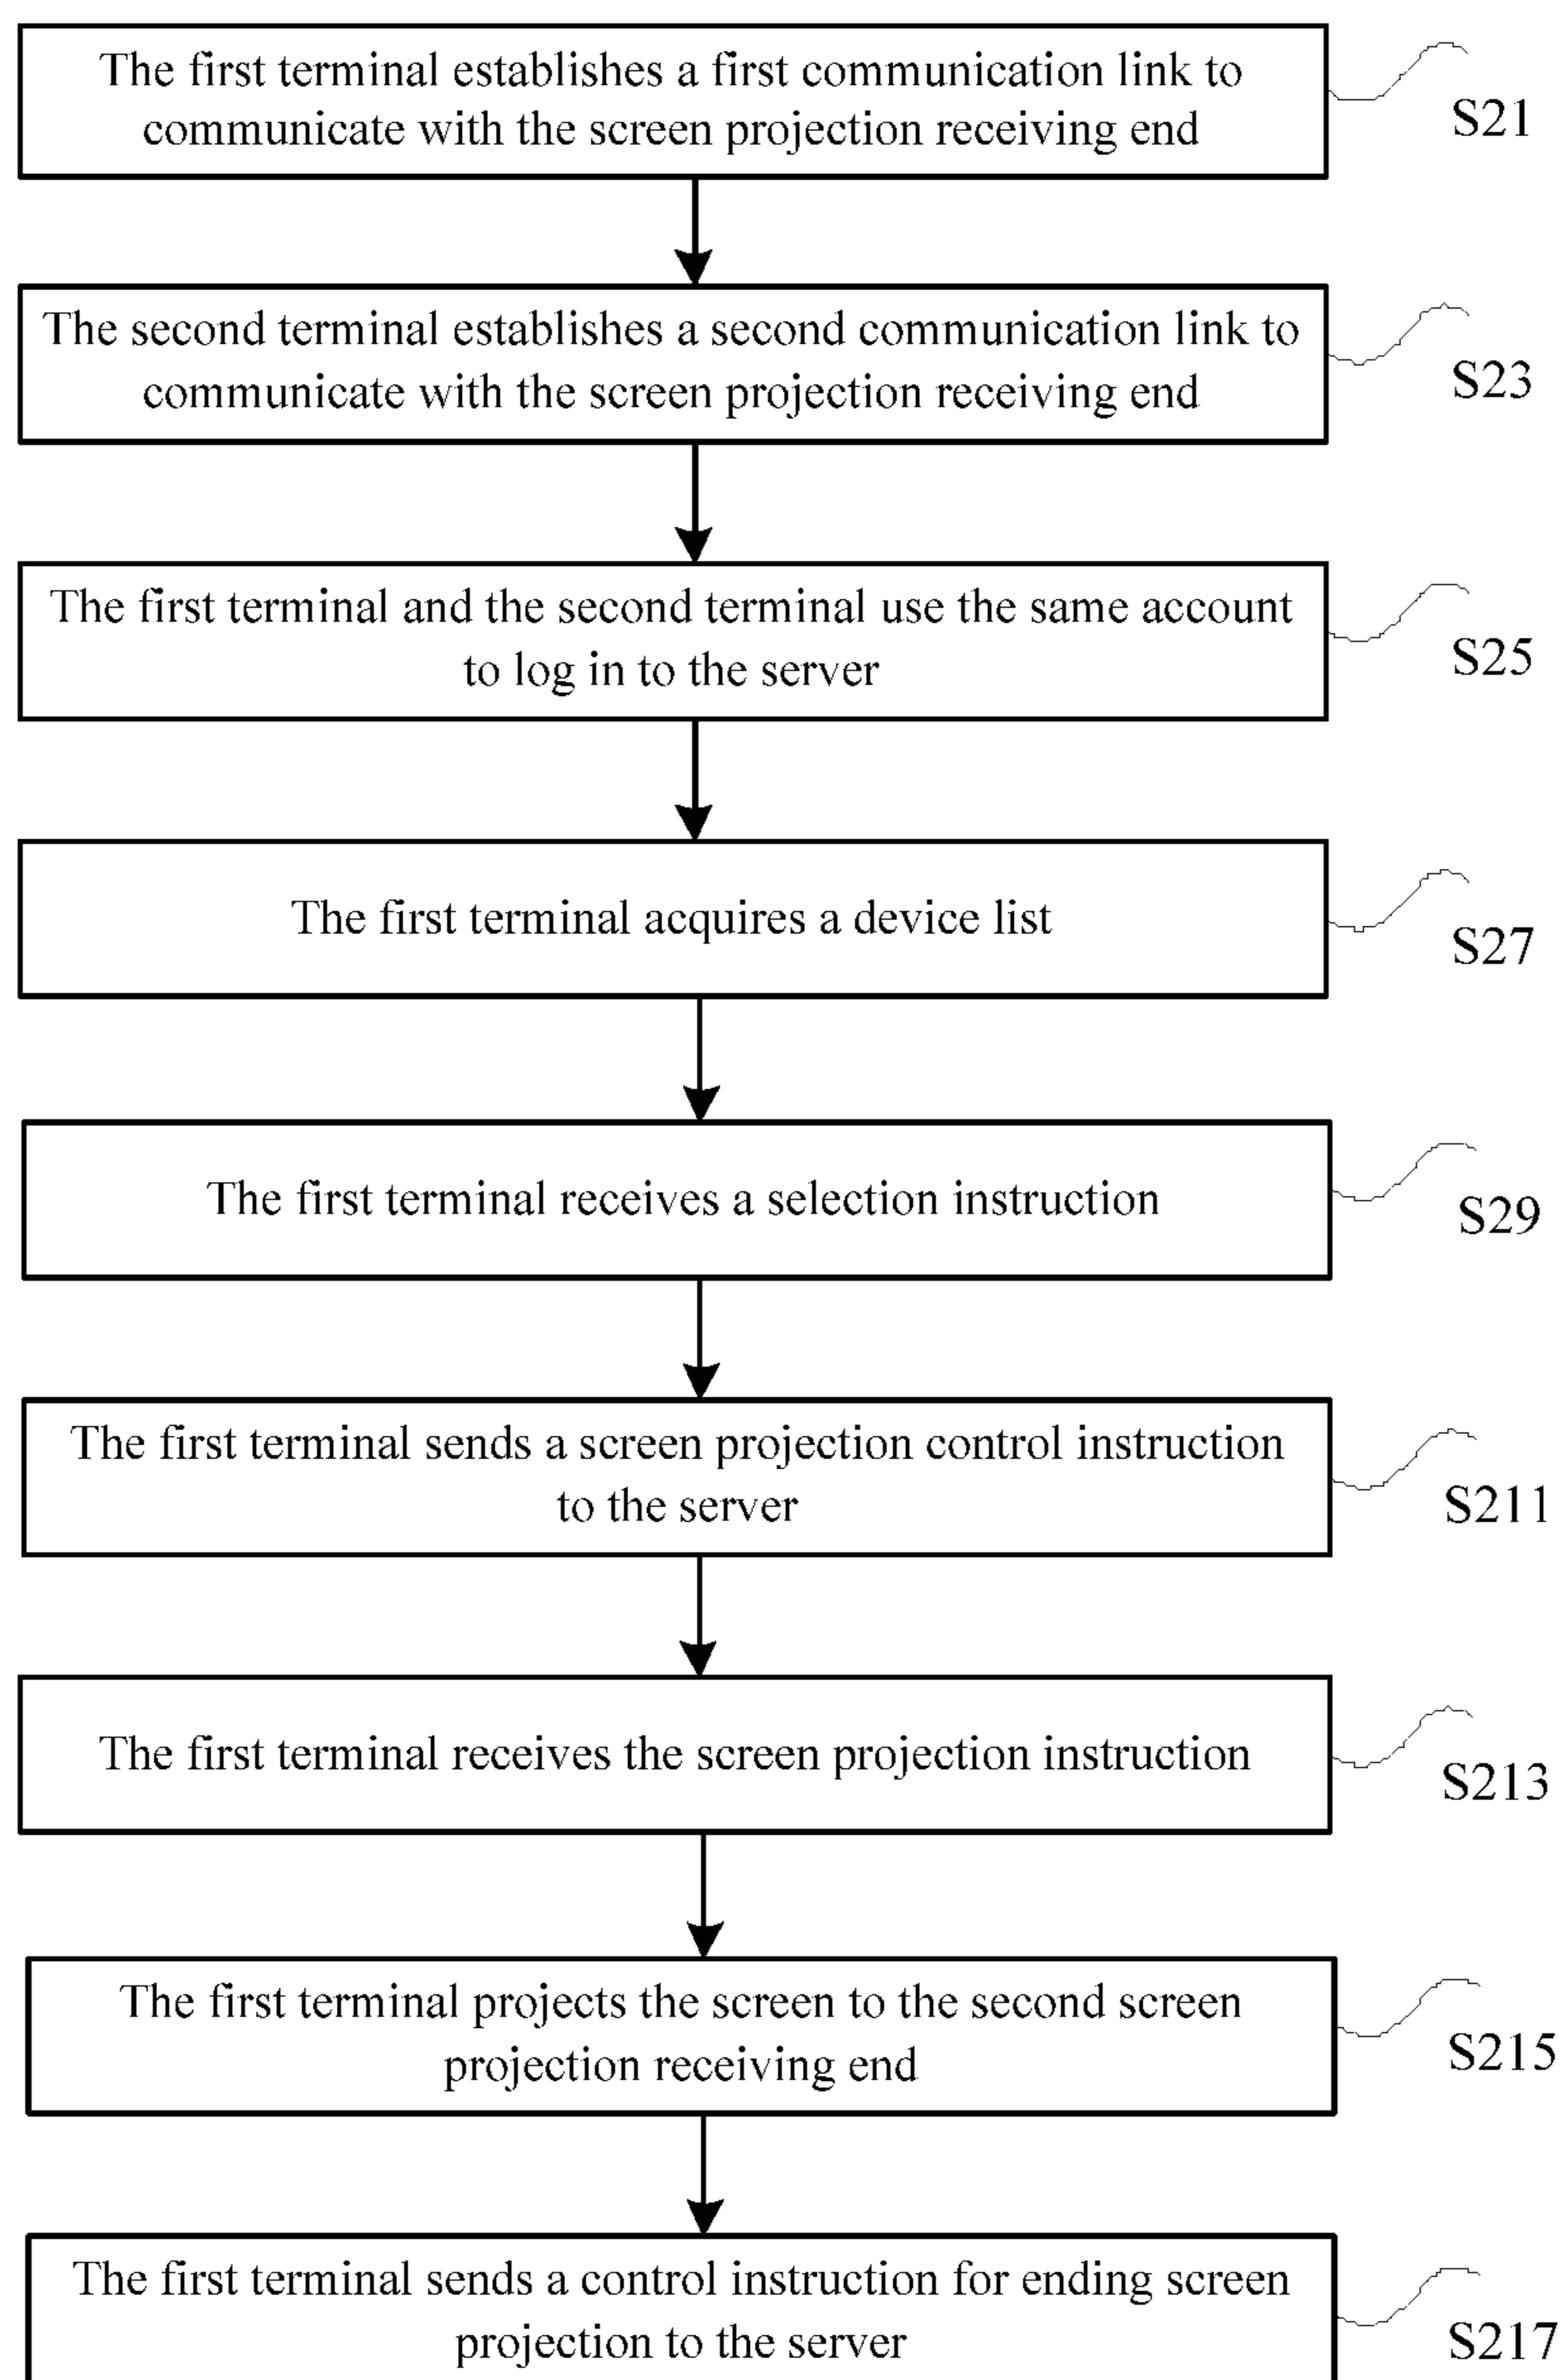 The first terminal establishes a first communication link to
communicate with the screen projection receiving end
S21
The second terminal establishes a second communication link to
communicate with the screen projection receiving end
S23
The first terminal and the second terminal use the same account
to log in to the server
S25
The first terminal acquires a device list
S27
The first terminal receives a selection instruction
S29
The first terminal sends a screen projection control instruction
to the server
S211
The first terminal receives the screen projection instruction
S213
The first terminal projects the screen to the second screen
projection receiving end
S215
The first terminal sends a control instruction for ending screen
projection to the server
S217